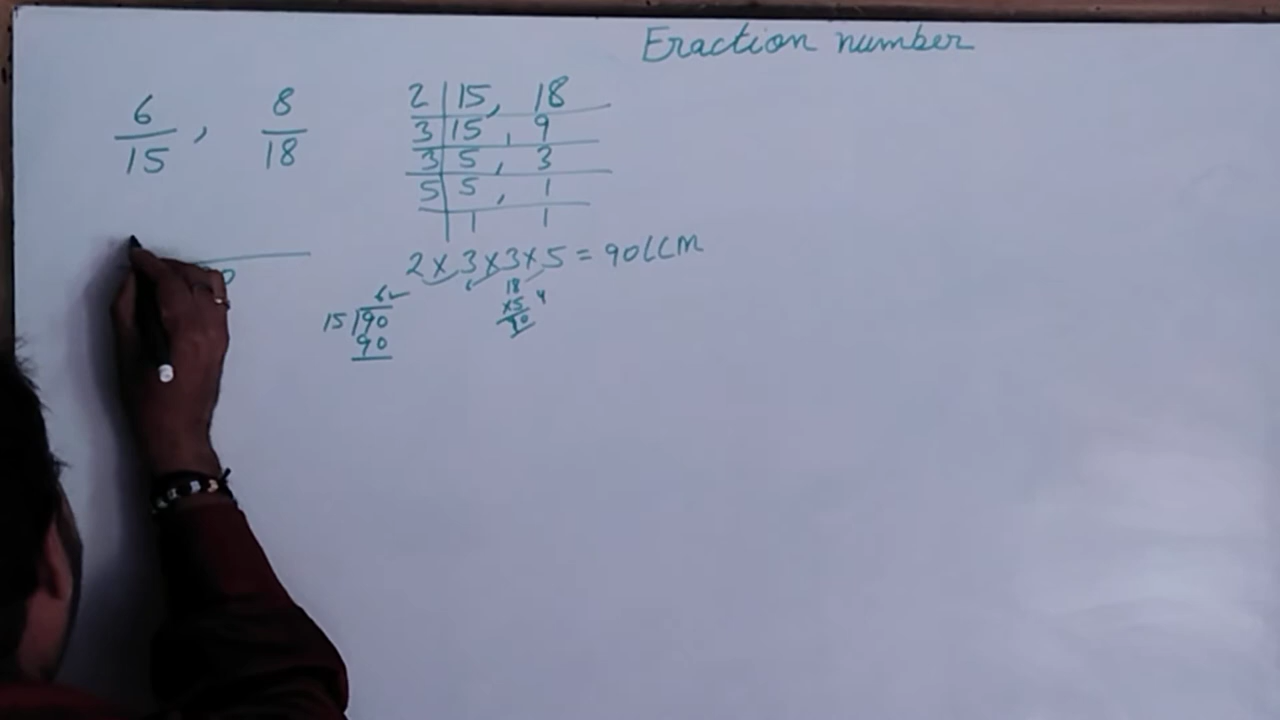 Fraction number
6/15, 8/18
2 | 15, 18
3 | 15, 9
3 | 5, 3
5 | 5, 1
1 1
2 x 3 x 3 x 5 = 90 LCM
6
15 | 90
90
18
x5
90